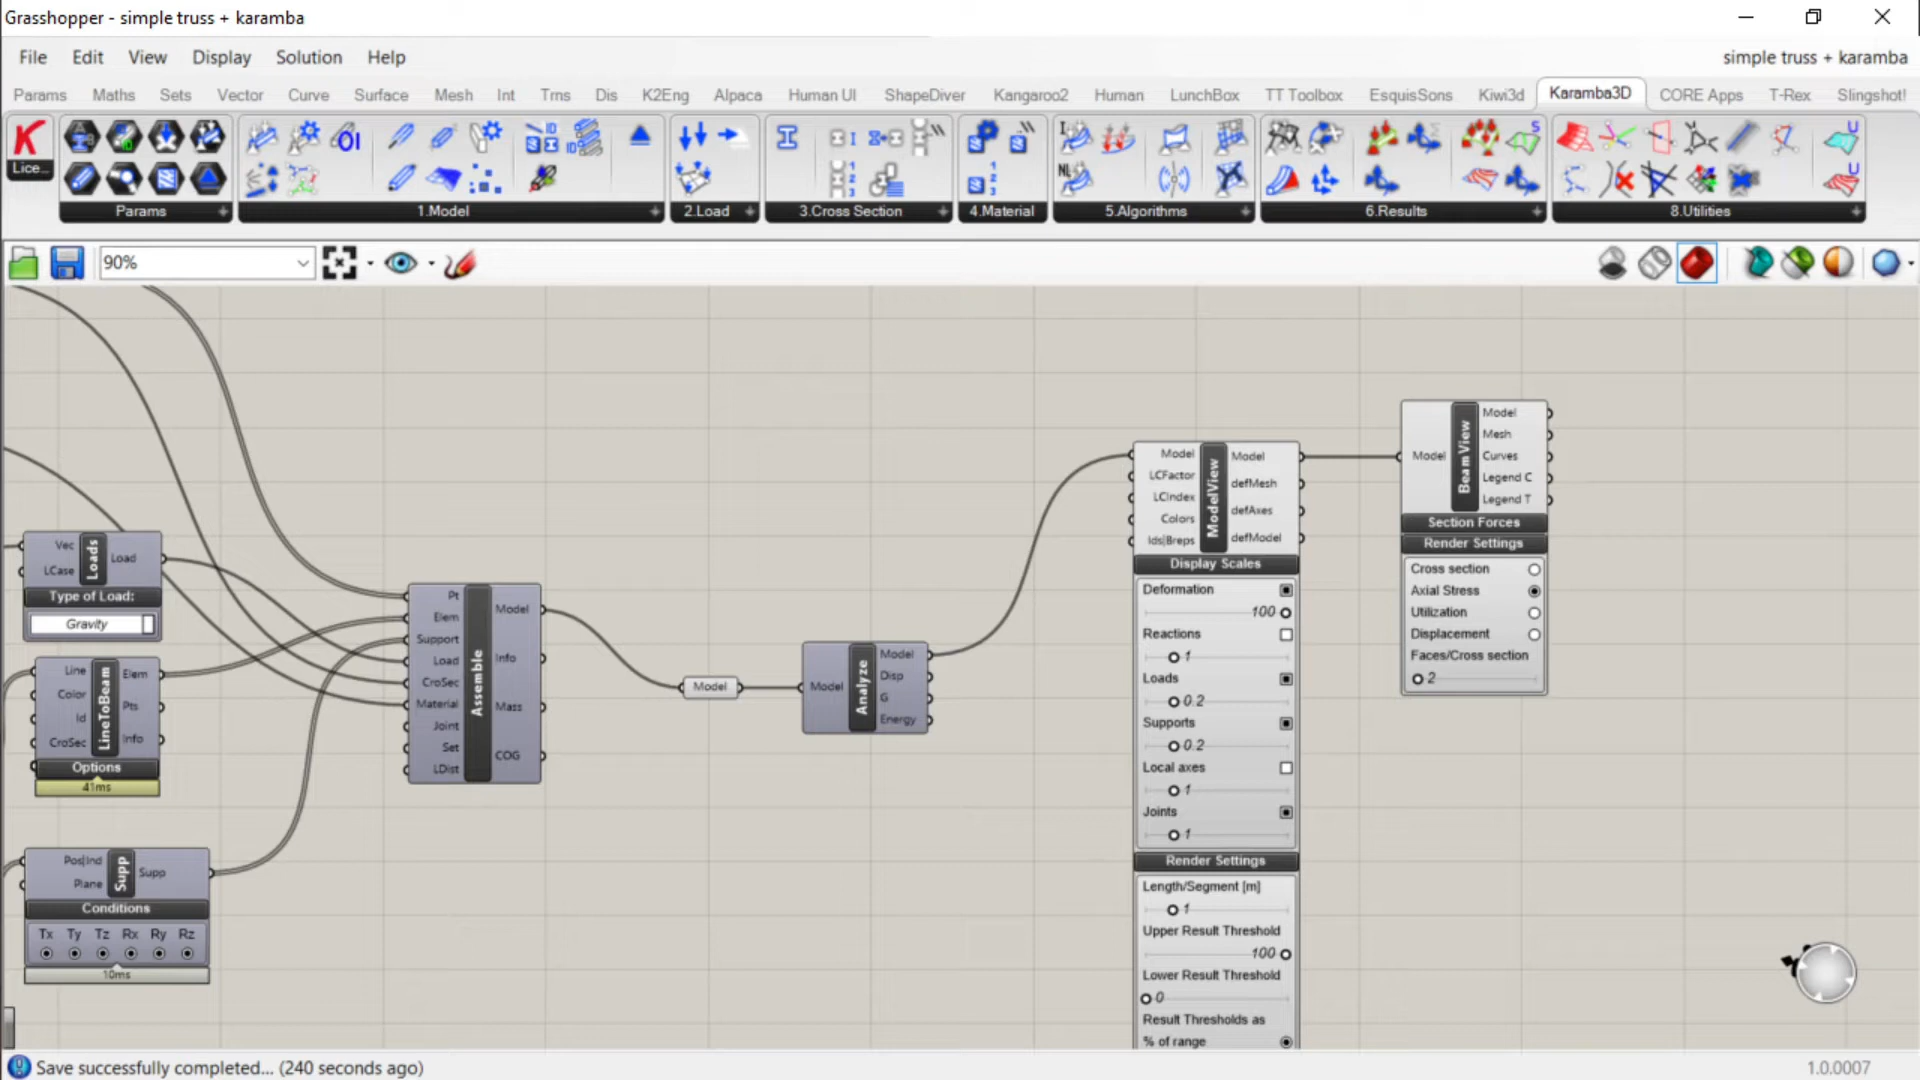 Grasshopper - simple truss + karamba
File Edit View Display Solution Help
simple truss + karamba
Params Maths Sets Vector Curve Surface Mesh Int Trns Dis K2Eng Alpaca Human UI ShapeDiver Kangaroo2 Human LunchBox TT Toolbox EsquisSons Kiwi3d Karamba3D CORE Apps T-Rex Slingshot!
Lice...
Params
1.Model
2.Load
3.Cross Section
4.Material
5.Algorithms
6.Results
8.Utilities
90%
Vec
LCase
Loads
Load
Type of Load:
Gravity
Line
Color
Id
CroSec
LineToBeam
Elem
Pts
Info
Options
41ms
Pos|Ind
Plane
Supp
Supp
Conditions
Tx Ty Tz Rx Ry Rz
10ms
Pt
Elem
Support
Load
CroSec
Material
Joint
Set
LDist
Assemble
Model
Info
Mass
COG
Model
Model
Analyze
Model
Disp
G
Energy
Model
LCFactor
LCIndex
Colors
Ids|Breps
ModelView
Model
defMesh
defAxes
defModel
Display Scales
Deformation
100
Reactions
1
Loads
0.2
Supports
0.2
Local axes
1
Joints
1
Render Settings
Length/Segment [m]
1
Upper Result Threshold
100
Lower Result Threshold
0
Result Thresholds as
% of range
Model
BeamView
Model
Mesh
Curves
Legend C
Legend T
Section Forces
Render Settings
Cross section
Axial Stress
Utilization
Displacement
Faces/Cross section
2
Save successfully completed... (240 seconds ago)
1.0.0007